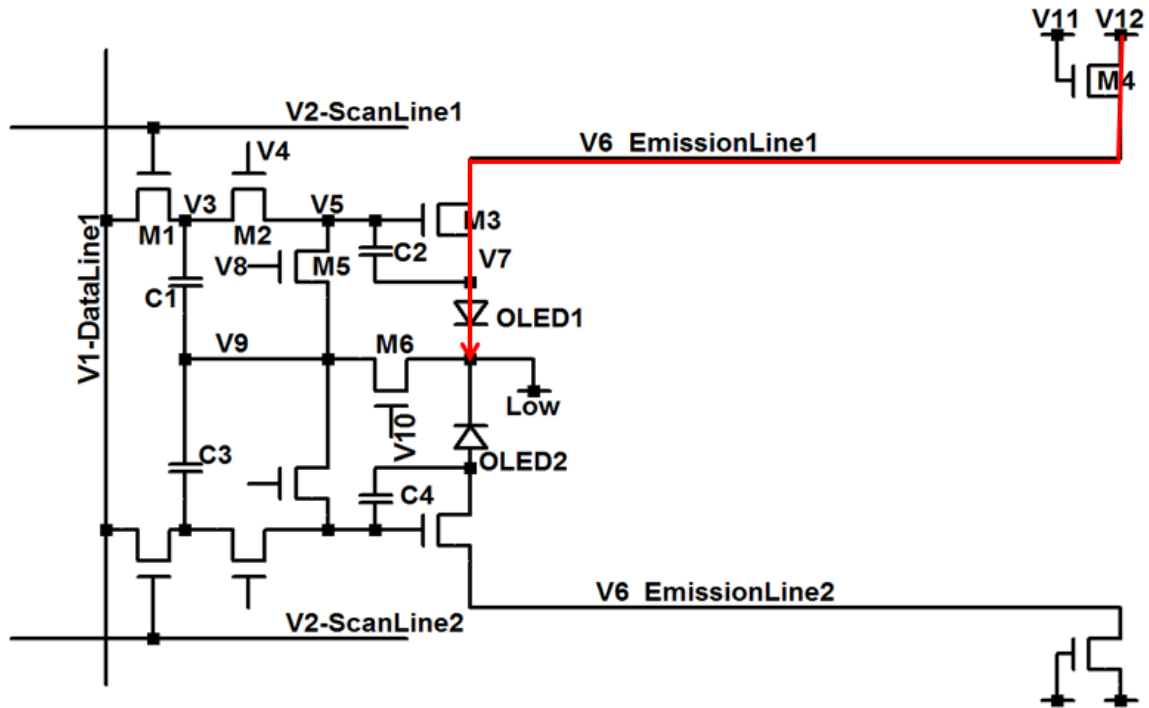 V11 V12
M4
V2-ScanLine1
V4
V6 EmissionLine1
V3
V5
M3
M1
M2
C2
V7
V8
M5
C1
OLED1
V1-DataLine1
V9
M6
Low
V10
C3
OLED2
C4
V6 EmissionLine2
V2-ScanLine2